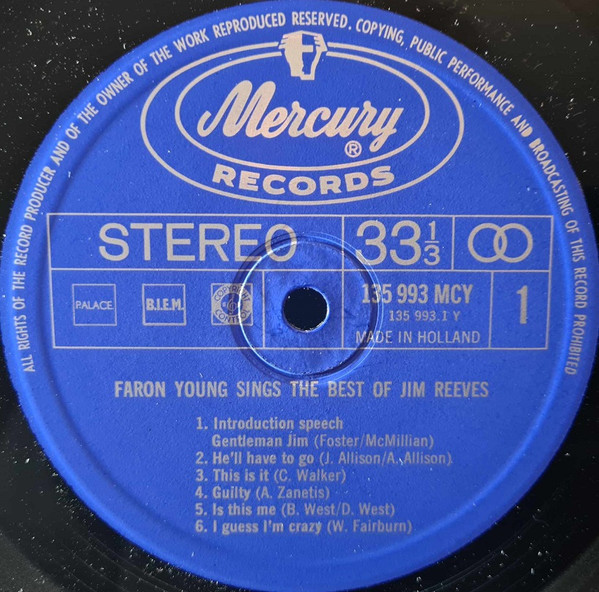 ALL RIGHTS OF THE RECORD PRODUCER AND OF THE OWNER OF THE WORK REPRODUCED RESERVED. COPYING, PUBLIC PERFORMANCE AND BROADCASTING OF THIS RECORD PROHIBITED
Mercury
®
RECORDS
STEREO
33 1/3
PALACE
B.I.E.M.
COPYRIGHT
CONTROL
135 993 MCY
135 993.1 Y
MADE IN HOLLAND
1
FARON YOUNG SINGS THE BEST OF JIM REEVES
1. Introduction speech
Gentleman Jim (Foster/McMillian)
2. He'll have to go (J. Allison/A. Allison)
3. This is it (C. Walker)
4. Guilty (A. Zanetis)
5. Is this me (B. West/D. West)
6. I guess I'm crazy (W. Fairburn)